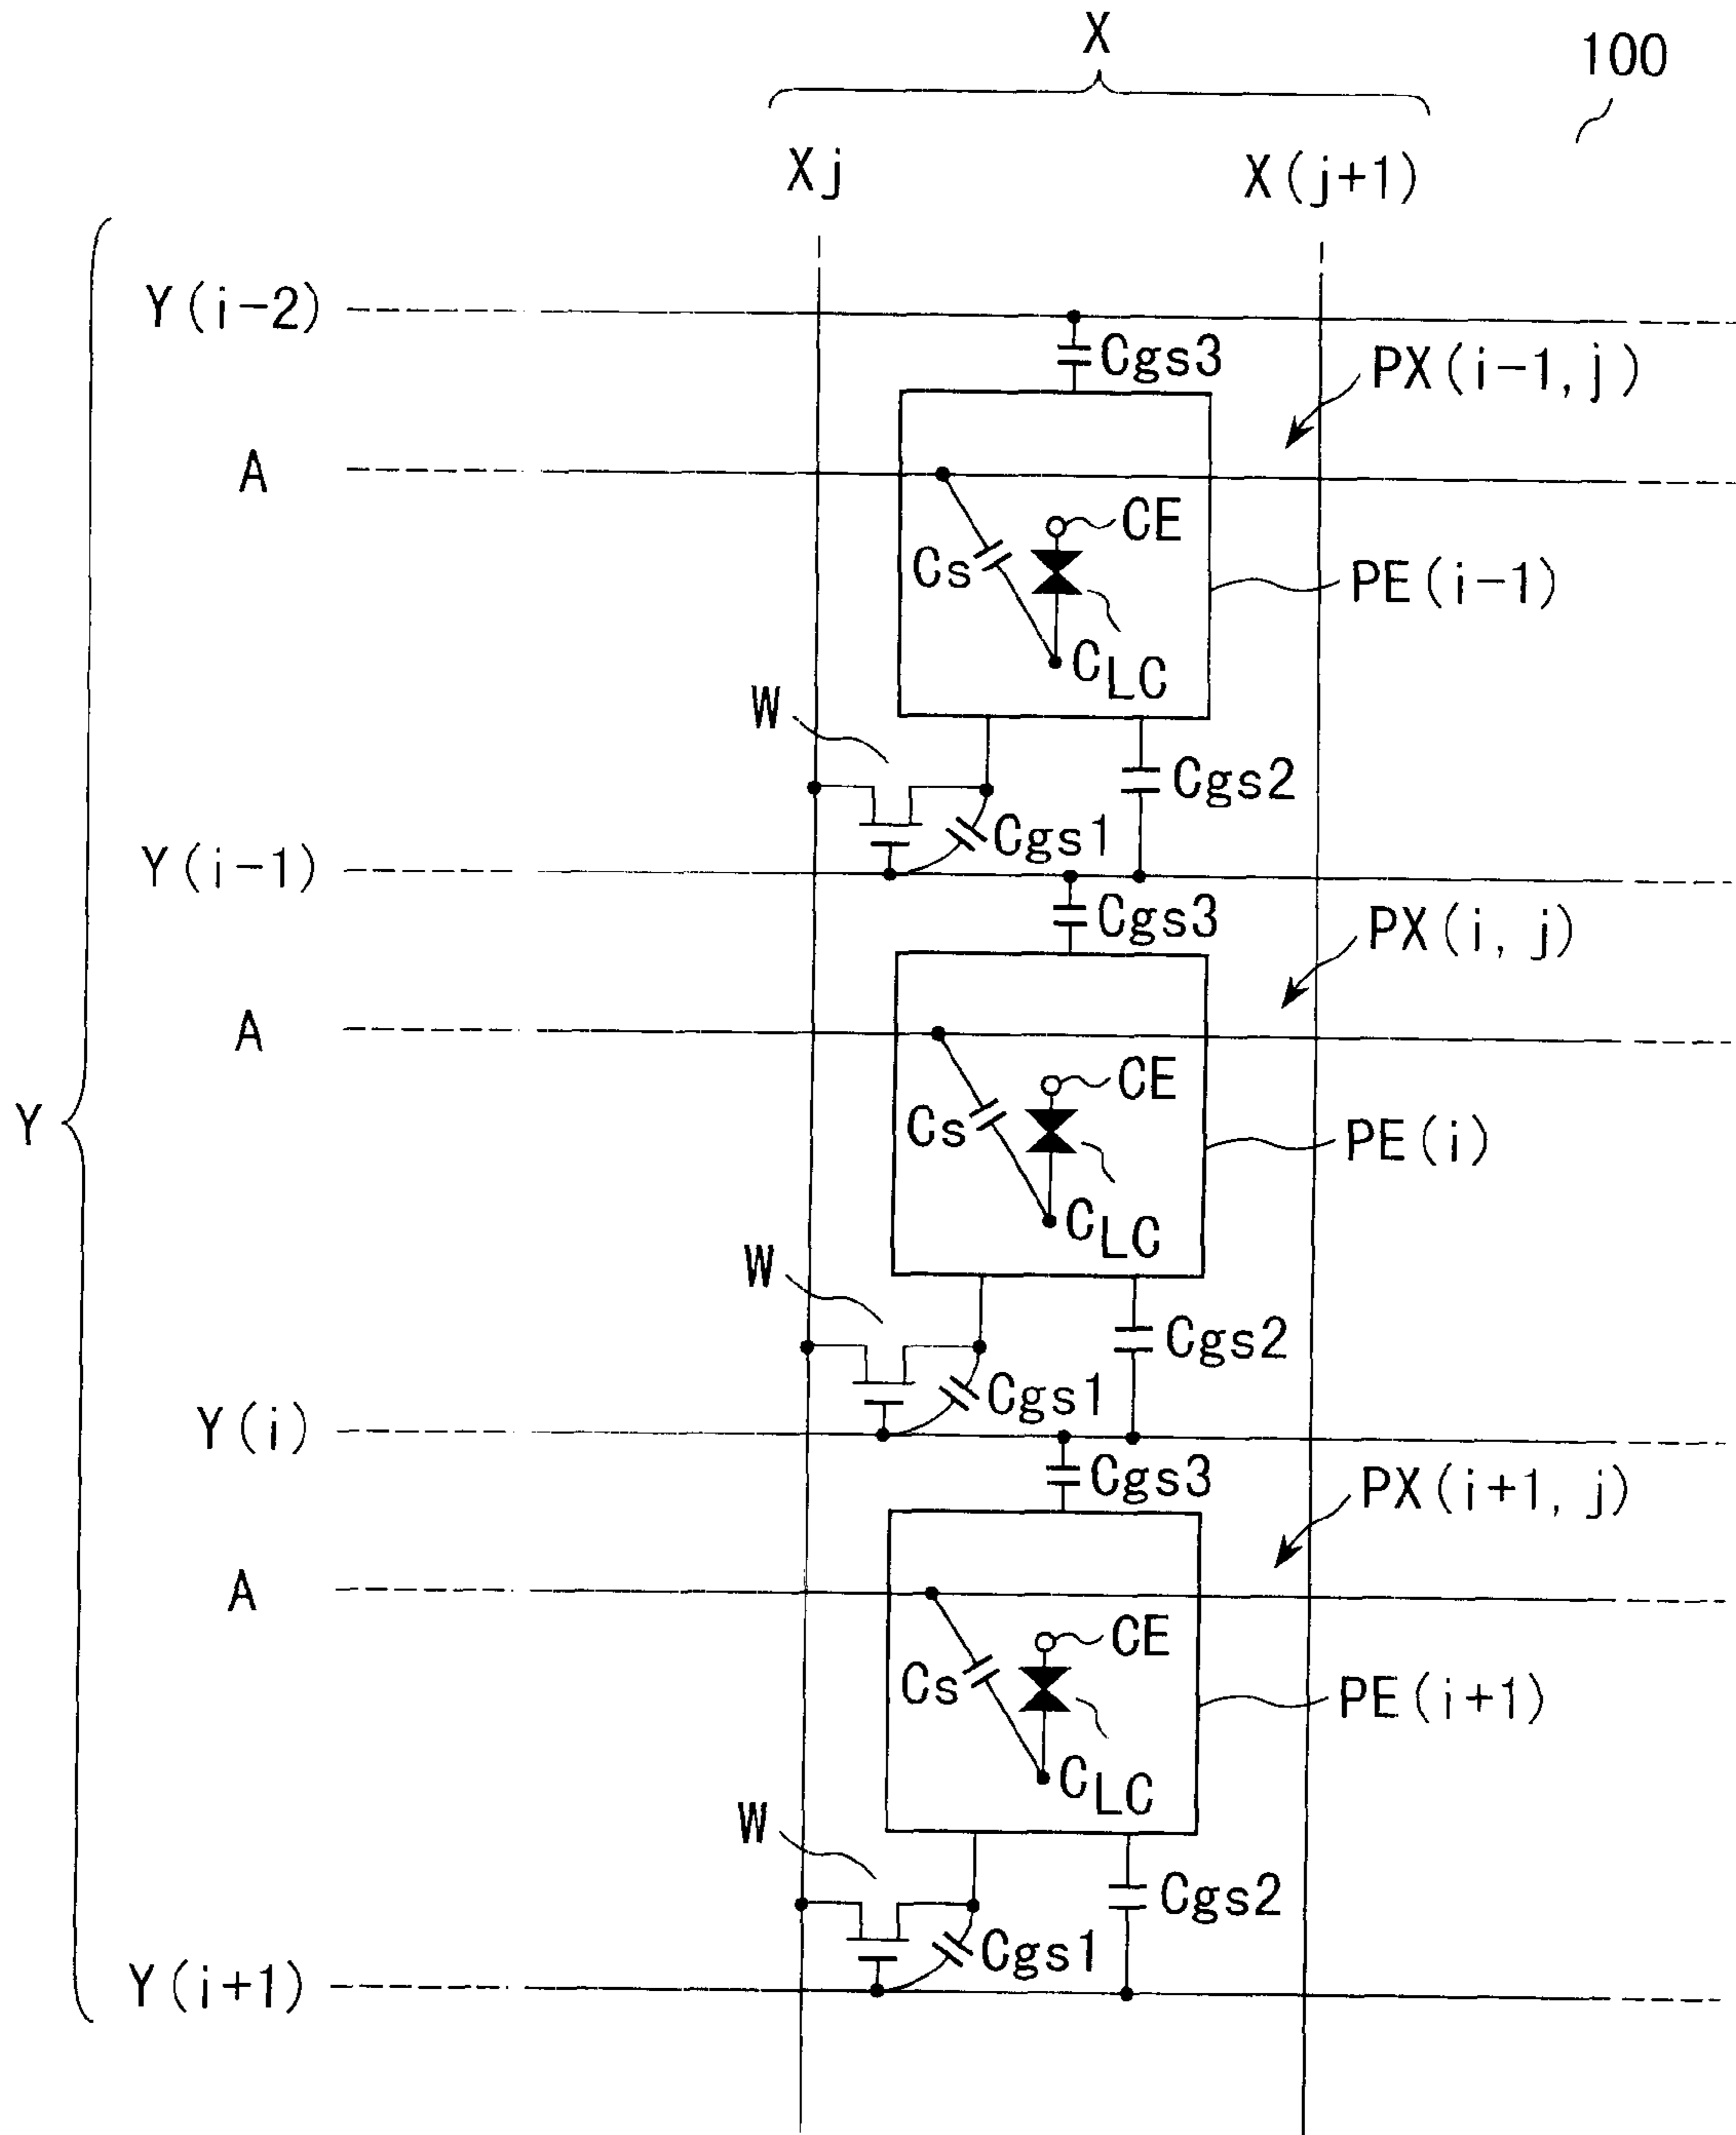 X
100
Xj
X(j+1)
Y(i-2)
Cgs3
PX(i-1, j)
A
CE
Cs
PE(i-1)
CLC
W
Cgs2
Cgs1
Y(i-1)
Cgs3
PX(i, j)
A
CE
Y
Cs
PE(i)
CLC
W
Cgs2
Cgs1
Y(i)
Cgs3
PX(i+1, j)
A
CE
Cs
PE(i+1)
CLC
W
Cgs2
Cgs1
Y(i+1)